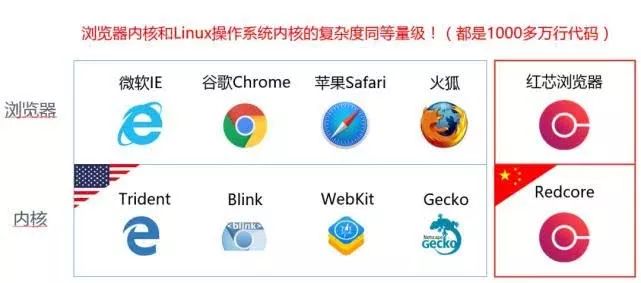 浏览器内核和Linux操作系统内核的复杂度同等量级！（都是1000多万行代码）
微软IE 谷歌Chrome 苹果Safari 火狐 红芯浏览器
浏览器
Trident Blink WebKit Gecko Redcore
<blink>
Netscape
Gecko
内核